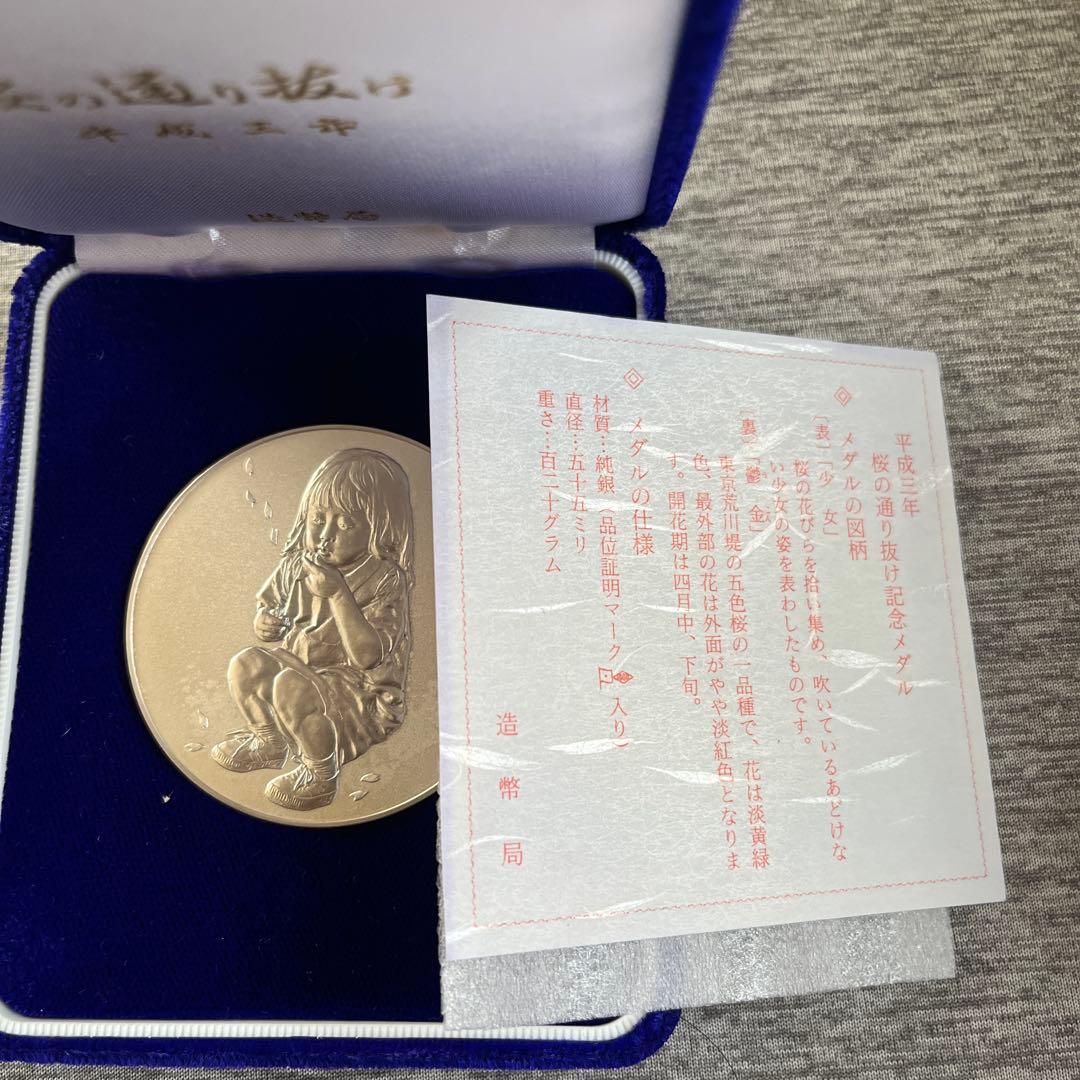 の通り抜け
平成三年
造幣局
平成三年
桜の通り抜け記念メダル
◈ メダルの図柄
〔表〕「少女」
桜の花びらを拾い集め、吹いているあどけな
い少女の姿を表わしたものです。
〔裏〕「鬱金」
東京荒川堤の五色桜の一品種で、花は淡黄緑
色、最外部の花は外面がやや淡紅色となりま
す。開花期は四月中、下旬。
◈ メダルの仕様
材質…純銀（品位証明マーク入り）
直径…五十五ミリ
重さ…百二十グラム
造幣局